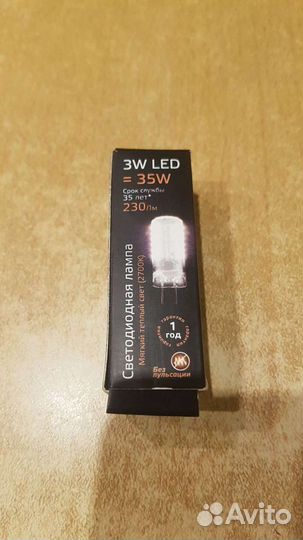 3W LED
= 35W
Срок службы
35 лет*
230Лм
Светодиодная лампа
Мягкий теплый свет (2700K)
гарантия
1
год
Без
пульсации
Avito